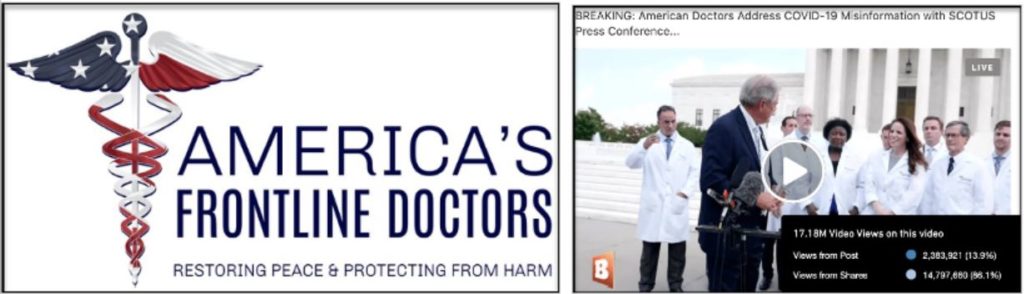 AMERICA'S
FRONTLINE DOCTORS
RESTORING PEACE & PROTECTING FROM HARM
BREAKING: American Doctors Address COVID-19 Misinformation with SCOTUS
Press Conference...
LIVE
17.18M Video Views on this video
Views from Post 2,383,921 (13.9%)
Views from Shares 14,797,660 (86.1%)
B